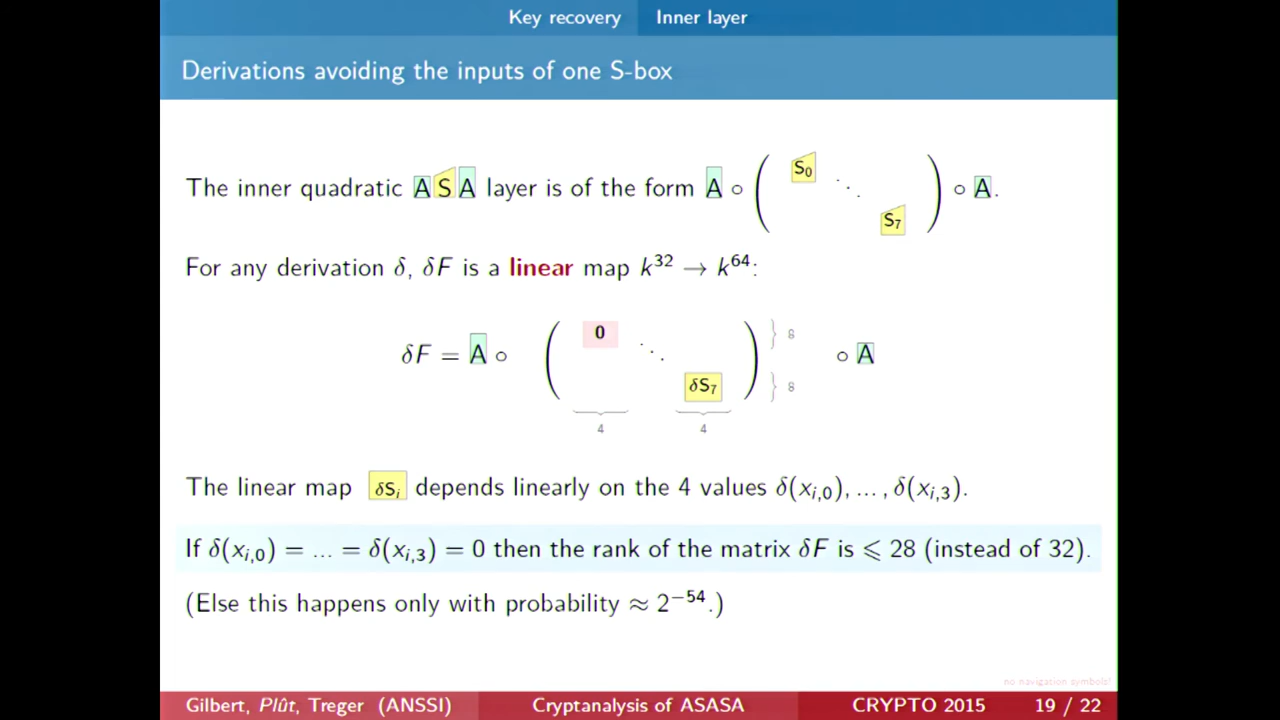 Key recovery Inner layer
Derivations avoiding the inputs of one S-box
The inner quadratic A S A layer is of the form A ∘ ( S₀ ⋱ S₇ ) ∘ A.
For any derivation δ, δF is a linear map k³² → k⁶⁴:
δF = A ∘ ( 0 ⋱ δS₇ ) } 8 } 8 ∘ A
4 4
The linear map δSᵢ depends linearly on the 4 values δ(xᵢ,₀), ... , δ(xᵢ,₃).
If δ(xᵢ,₀) = ... = δ(xᵢ,₃) = 0 then the rank of the matrix δF is ⩽ 28 (instead of 32).
(Else this happens only with probability ≈ 2⁻⁵⁴.)
no navigation symbols!
Gilbert, Plût, Treger (ANSSI) Cryptanalysis of ASASA CRYPTO 2015 19 / 22